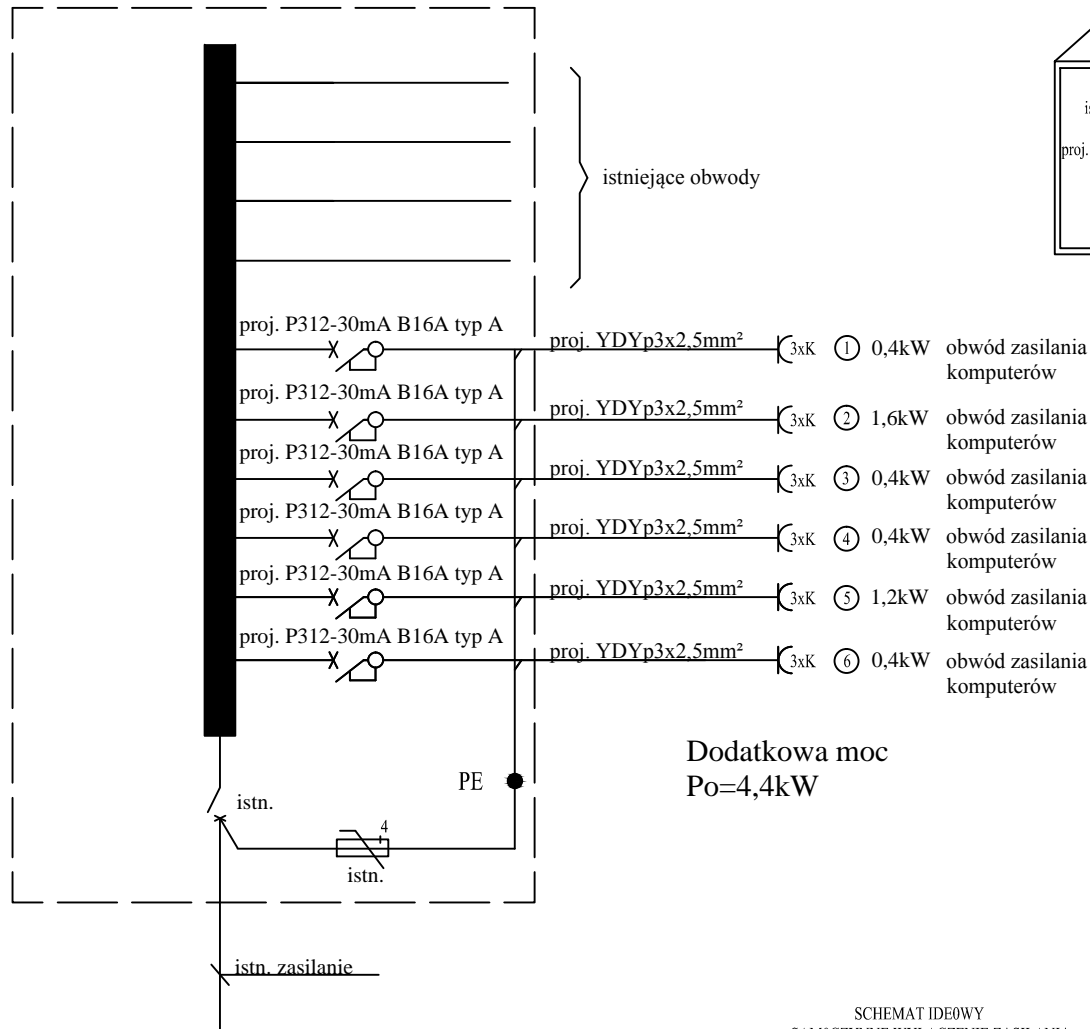 istniejące obwody
proj.
proj. P312-30mA B16A typ A
proj. YDYp3x2,5mm²
3xK 1 0,4kW obwód zasilania
komputerów
proj. P312-30mA B16A typ A
proj. YDYp3x2,5mm²
3xK 2 1,6kW obwód zasilania
komputerów
proj. P312-30mA B16A typ A
proj. YDYp3x2,5mm²
3xK 3 0,4kW obwód zasilania
komputerów
proj. P312-30mA B16A typ A
proj. YDYp3x2,5mm²
3xK 4 0,4kW obwód zasilania
komputerów
proj. P312-30mA B16A typ A
proj. YDYp3x2,5mm²
3xK 5 1,2kW obwód zasilania
komputerów
proj. P312-30mA B16A typ A
proj. YDYp3x2,5mm²
3xK 6 0,4kW obwód zasilania
komputerów
Dodatkowa moc
Po=4,4kW
PE
istn.
4
istn.
istn. zasilanie
SCHEMAT IDE0WY